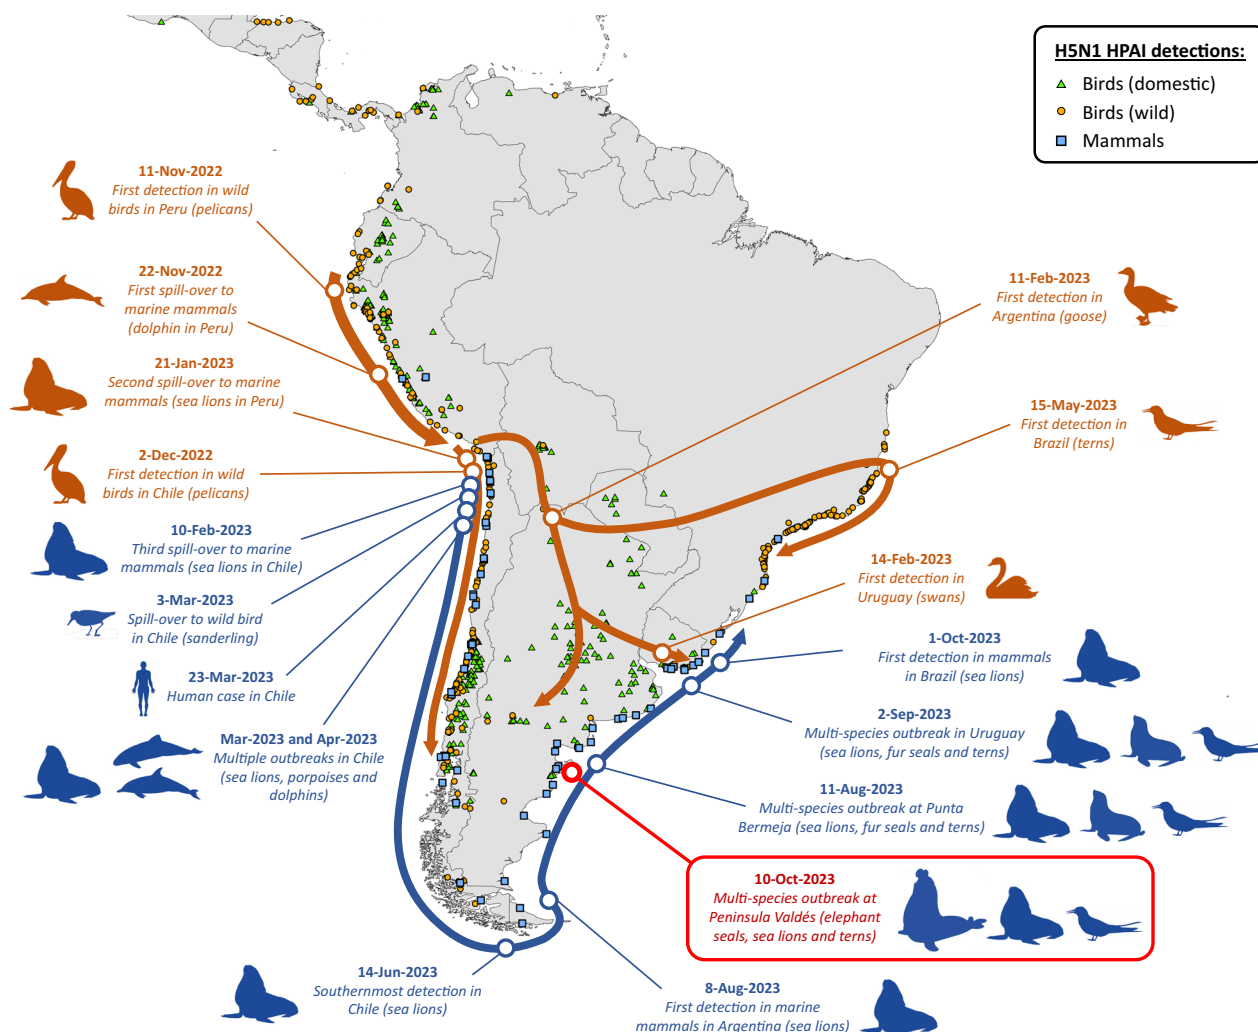 H5N1 HPAI detections:
Birds (domestic)
Birds (wild)
Mammals
11-Nov-2022
First detection in wild
birds in Peru (pelicans)
22-Nov-2022
First spill-over to
marine mammals
(dolphin in Peru)
21-Jan-2023
Second spill-over to marine
mammals (sea lions in Peru)
2-Dec-2022
First detection in wild
birds in Chile (pelicans)
10-Feb-2023
Third spill-over to marine
mammals (sea lions in Chile)
3-Mar-2023
Spill-over to wild bird
in Chile (sanderling)
23-Mar-2023
Human case in Chile
Mar-2023 and Apr-2023
Multiple outbreaks in Chile
(sea lions, porpoises and
dolphins)
14-Jun-2023
Southernmost detection in
Chile (sea lions)
11-Feb-2023
First detection in
Argentina (goose)
15-May-2023
First detection in
Brazil (terns)
14-Feb-2023
First detection in
Uruguay (swans)
1-Oct-2023
First detection in mammals
in Brazil (sea lions)
2-Sep-2023
Multi-species outbreak in Uruguay
(sea lions, fur seals and terns)
11-Aug-2023
Multi-species outbreak at Punta
Bermeja (sea lions, fur seals and terns)
10-Oct-2023
Multi-species outbreak at
Peninsula Valdés (elephant
seals, sea lions and terns)
8-Aug-2023
First detection in marine
mammals in Argentina (sea lions)